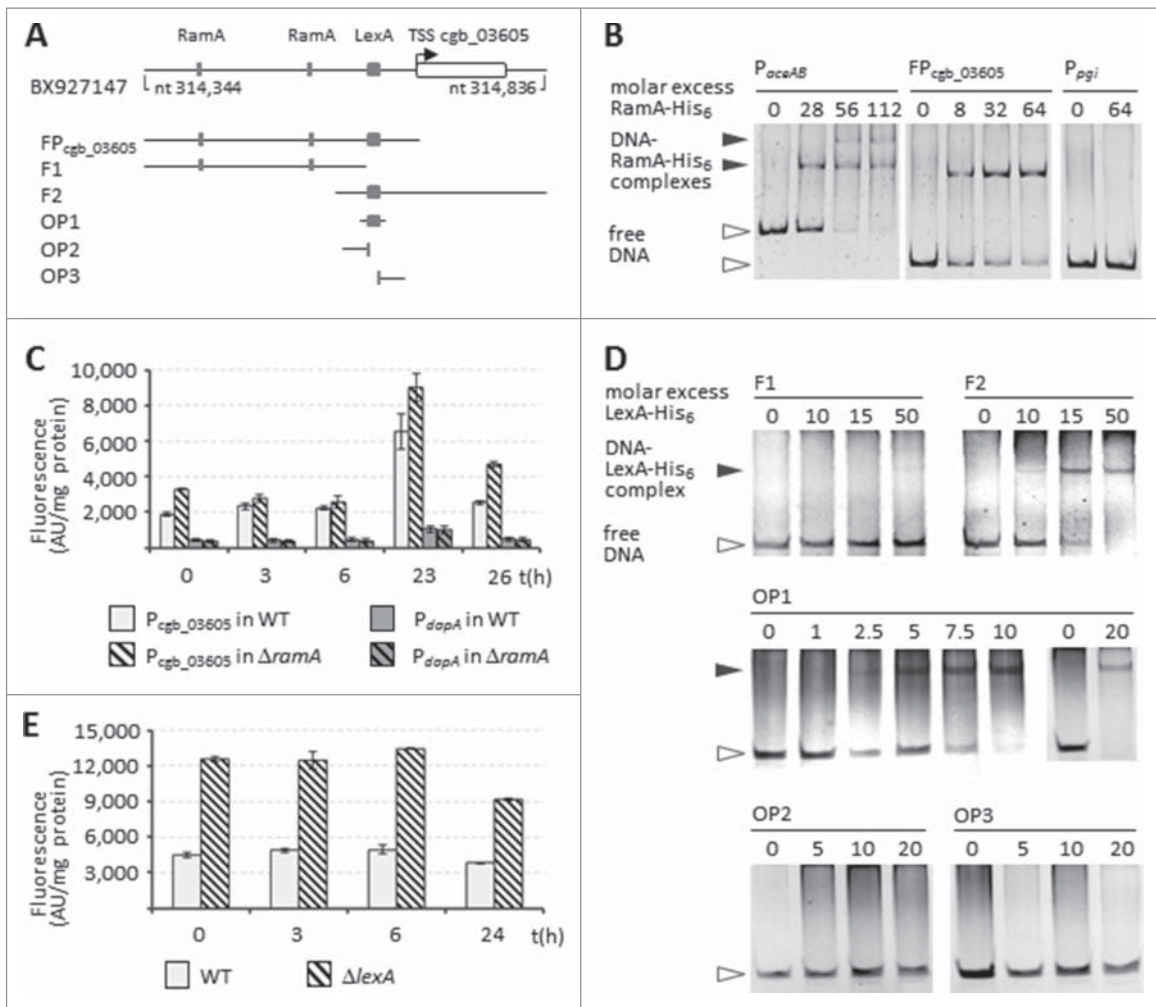 A
RamA RamA LexA TSS cgb_03605
BX927147
nt 314,344 nt 314,836
FPcgb_03605
F1
F2
OP1
OP2
OP3
B
PaceAB FPcgb_03605 Ppgi
molar excess
RamA-His6 0 28 56 112 0 8 32 64 0 64
DNA-
RamA-His6
complexes
free
DNA
C
Fluorescence
(AU/mg protein)
10,000
8,000
6,000
4,000
2,000
0 3 6 23 26 t(h)
Pcgb_03605 in WT PdapA in WT
Pcgb_03605 in ΔramA PdapA in ΔramA
D
F1 F2
molar excess
LexA-His6 0 10 15 50 0 10 15 50
DNA-
LexA-His6
complex
free
DNA
OP1
0 1 2.5 5 7.5 10 0 20
OP2 OP3
0 5 10 20 0 5 10 20
E
Fluorescence
(AU/mg protein)
15,000
12,000
9,000
6,000
3,000
0 3 6 24 t(h)
WT ΔlexA